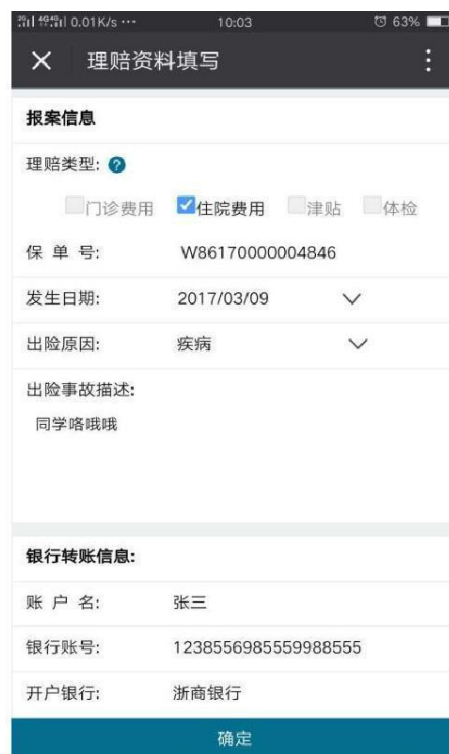 0.01K/s ··· 10:03 63%
理赔资料填写
报案信息
理赔类型: ?
门诊费用 住院费用 津贴 体检
保 单 号: W86170000004846
发生日期: 2017/03/09
出险原因: 疾病
出险事故描述:
同学咯哦哦
银行转账信息:
账 户 名: 张三
银行账号: 1238556985559988555
开户银行: 浙商银行
确定